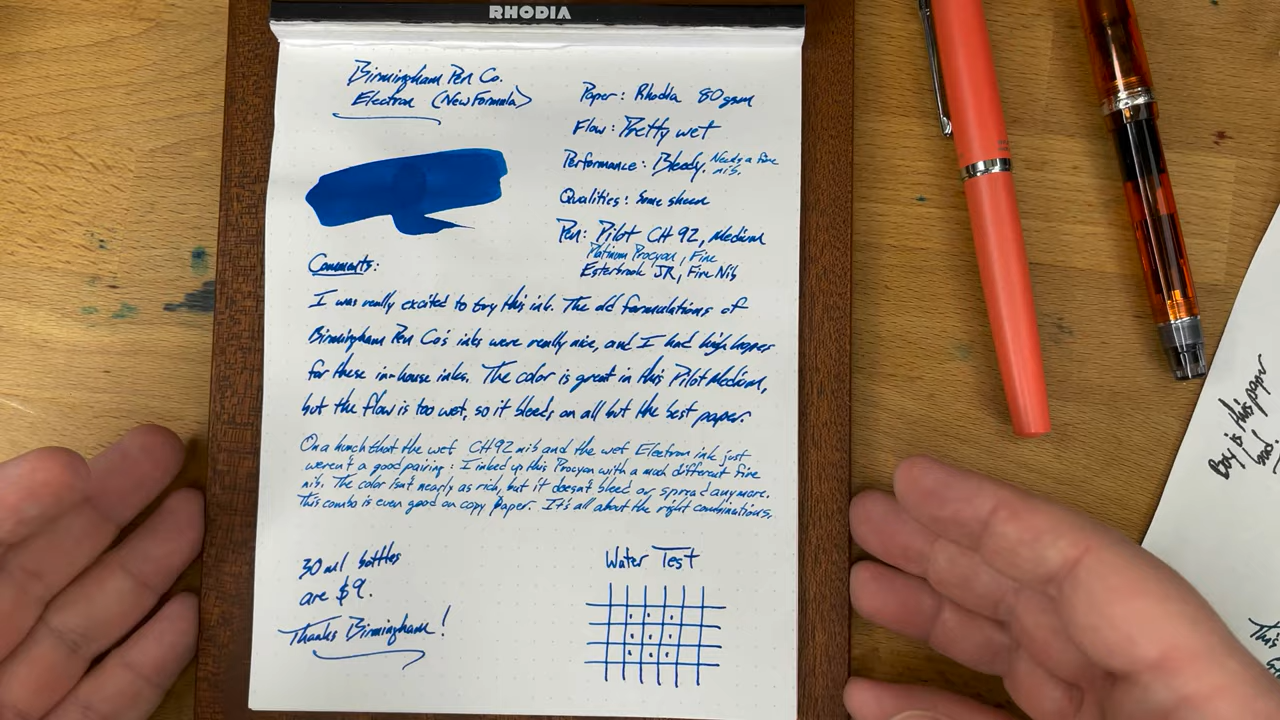 RHODIA
Birmingham Pen Co.
Electron (New Formula)
Paper: Rhodia 80gsm
Flow: Pretty wet
Performance: Bleedy. Needs a fine
nib.
Qualities: Some sheen
Pen: Pilot CH 92, Medium
Platinum Procyon, Fine
Esterbrook JR, Fine Nib
Comments:
I was really excited to try this ink. The old formulations of
Birmingham Pen Co's inks were really nice, and I had high hopes
for these in-house inks. The color is great in this Pilot Medium,
but the flow is too wet, so it bleeds on all but the best paper.
On a hunch that the wet CH92 nib and the wet Electron ink just
weren't a good pairing: I inked up this Procyon with a much different fine
nib. The color isn't nearly as rich, but it doesn't bleed or spread anymore.
This combo is even good on copy paper. It's all about the right combinations.
30 ml bottles
are $9.
Thanks Birmingham!
Water Test
Boy is this paper
bad
This